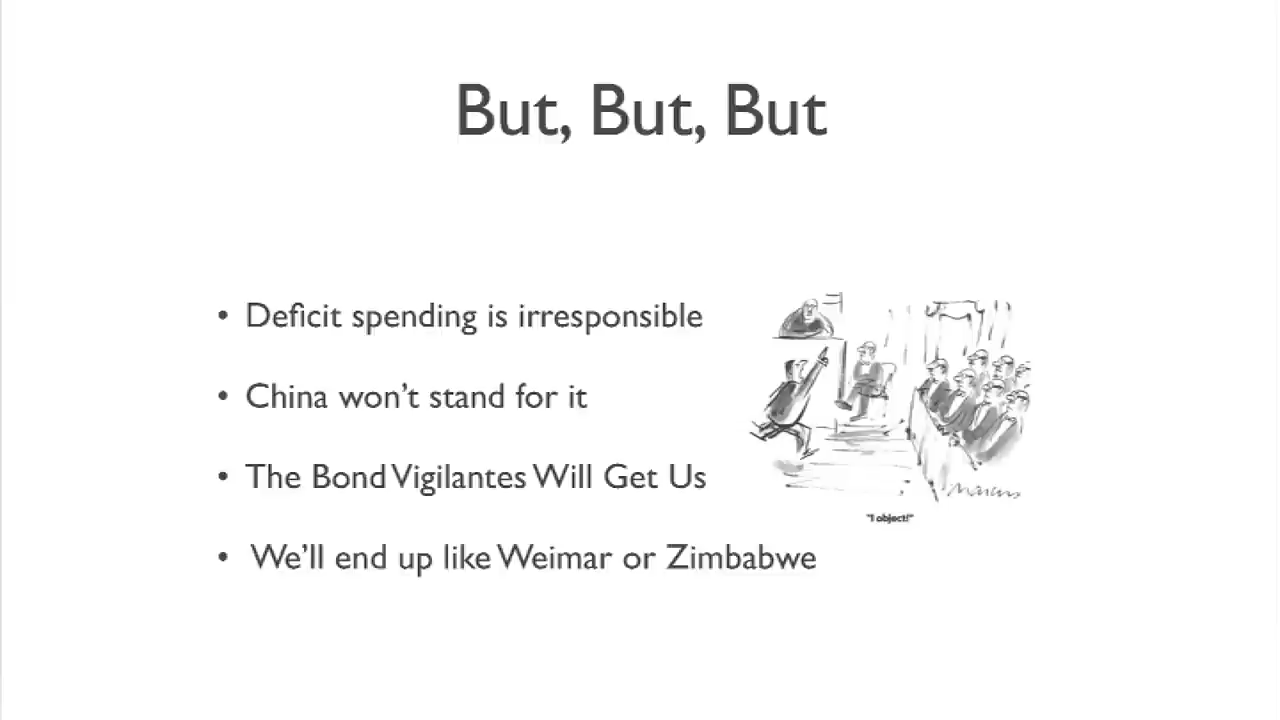 But, But, But
• Deficit spending is irresponsible
• China won't stand for it
• The Bond Vigilantes Will Get Us
• We'll end up like Weimar or Zimbabwe
Marcus
"I object!"